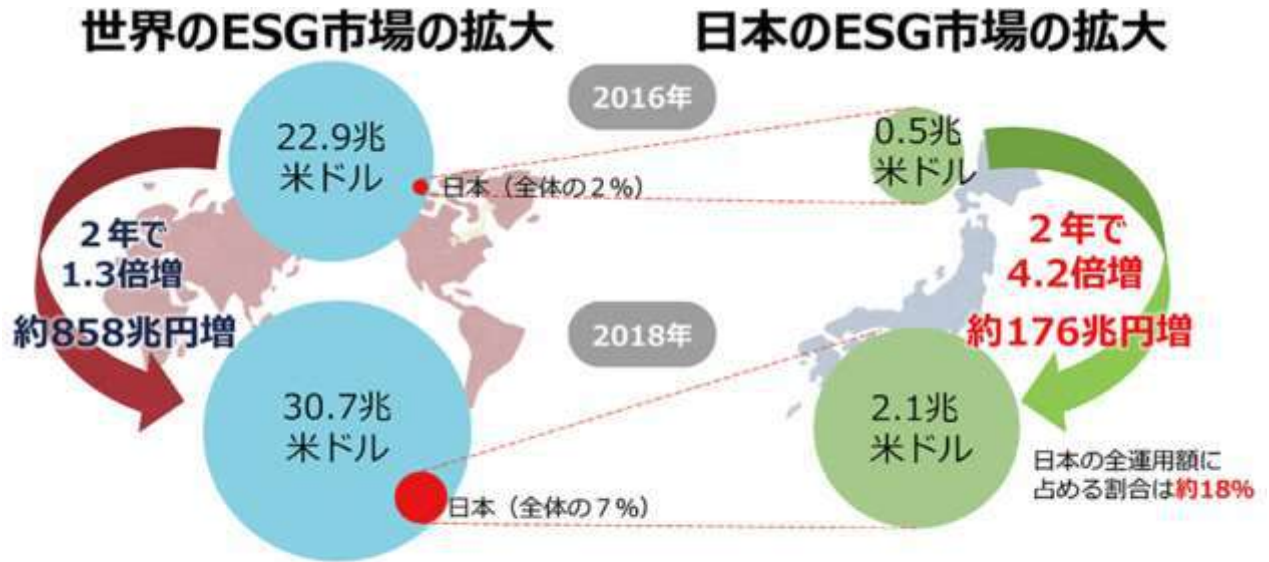 世界のESG市場の拡大
日本のESG市場の拡大
2016年
22.9兆
米ドル
日本（全体の２%）
0.5兆
米ドル
２年で
1.3倍増
約858兆円増
２年で
4.2倍増
約176兆円増
2018年
30.7兆
米ドル
日本（全体の７%）
2.1兆
米ドル
日本の全運用額に
占める割合は約18%